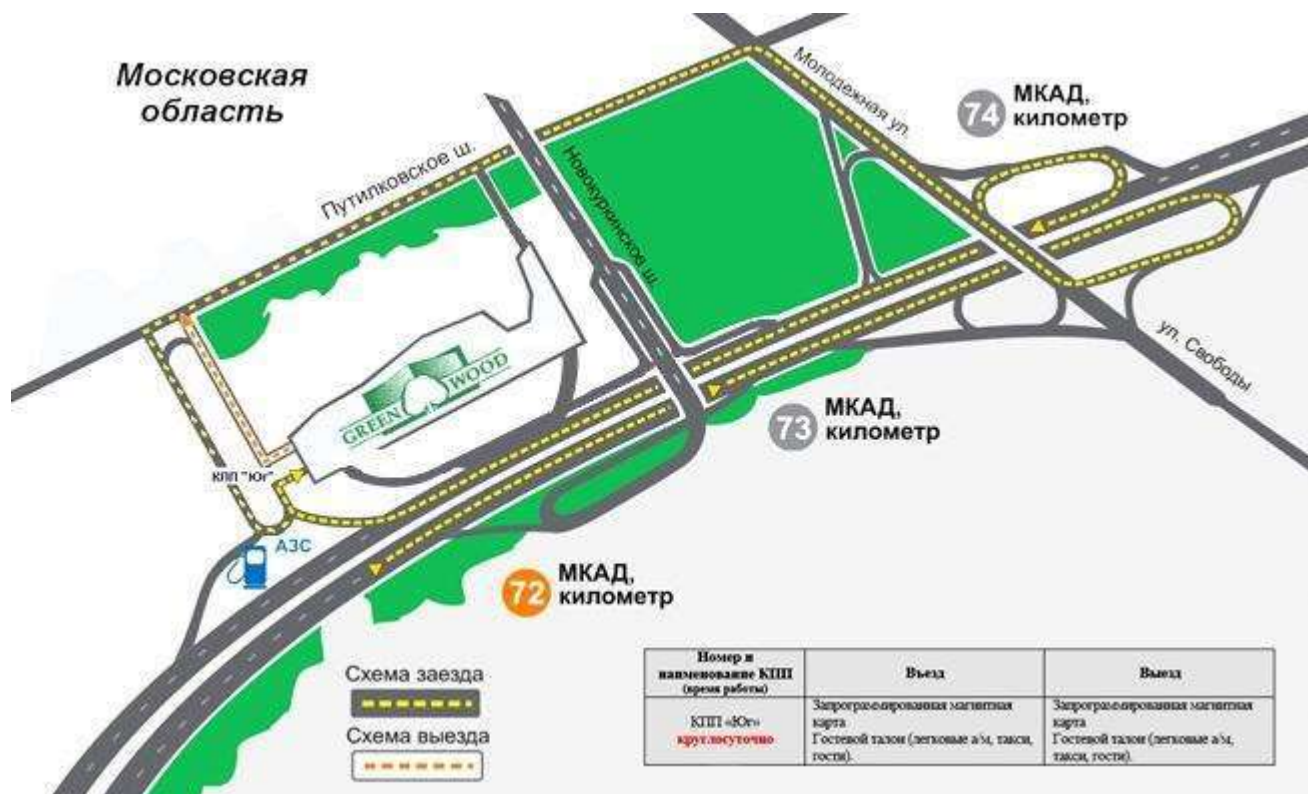 Московская
область
Путилковское ш.
Новокуркинское ш.
Молодежная ул.
74
МКАД,
километр
ул. Свободы
GREEN WOOD
73
МКАД,
километр
КПП "Юг"
АЗС
72
МКАД,
километр
Схема заезда
Схема выезда
Номер и
наименование КПП
(время работы)
Въезд
Выезд
КПП «Юг»
круглосуточно
Запрограммированная магнитная
карта
Гостевой талон (легковые а/м, такси,
гости).
Запрограммированная магнитная
карта
Гостевой талон (легковые а/м,
такси, гости).